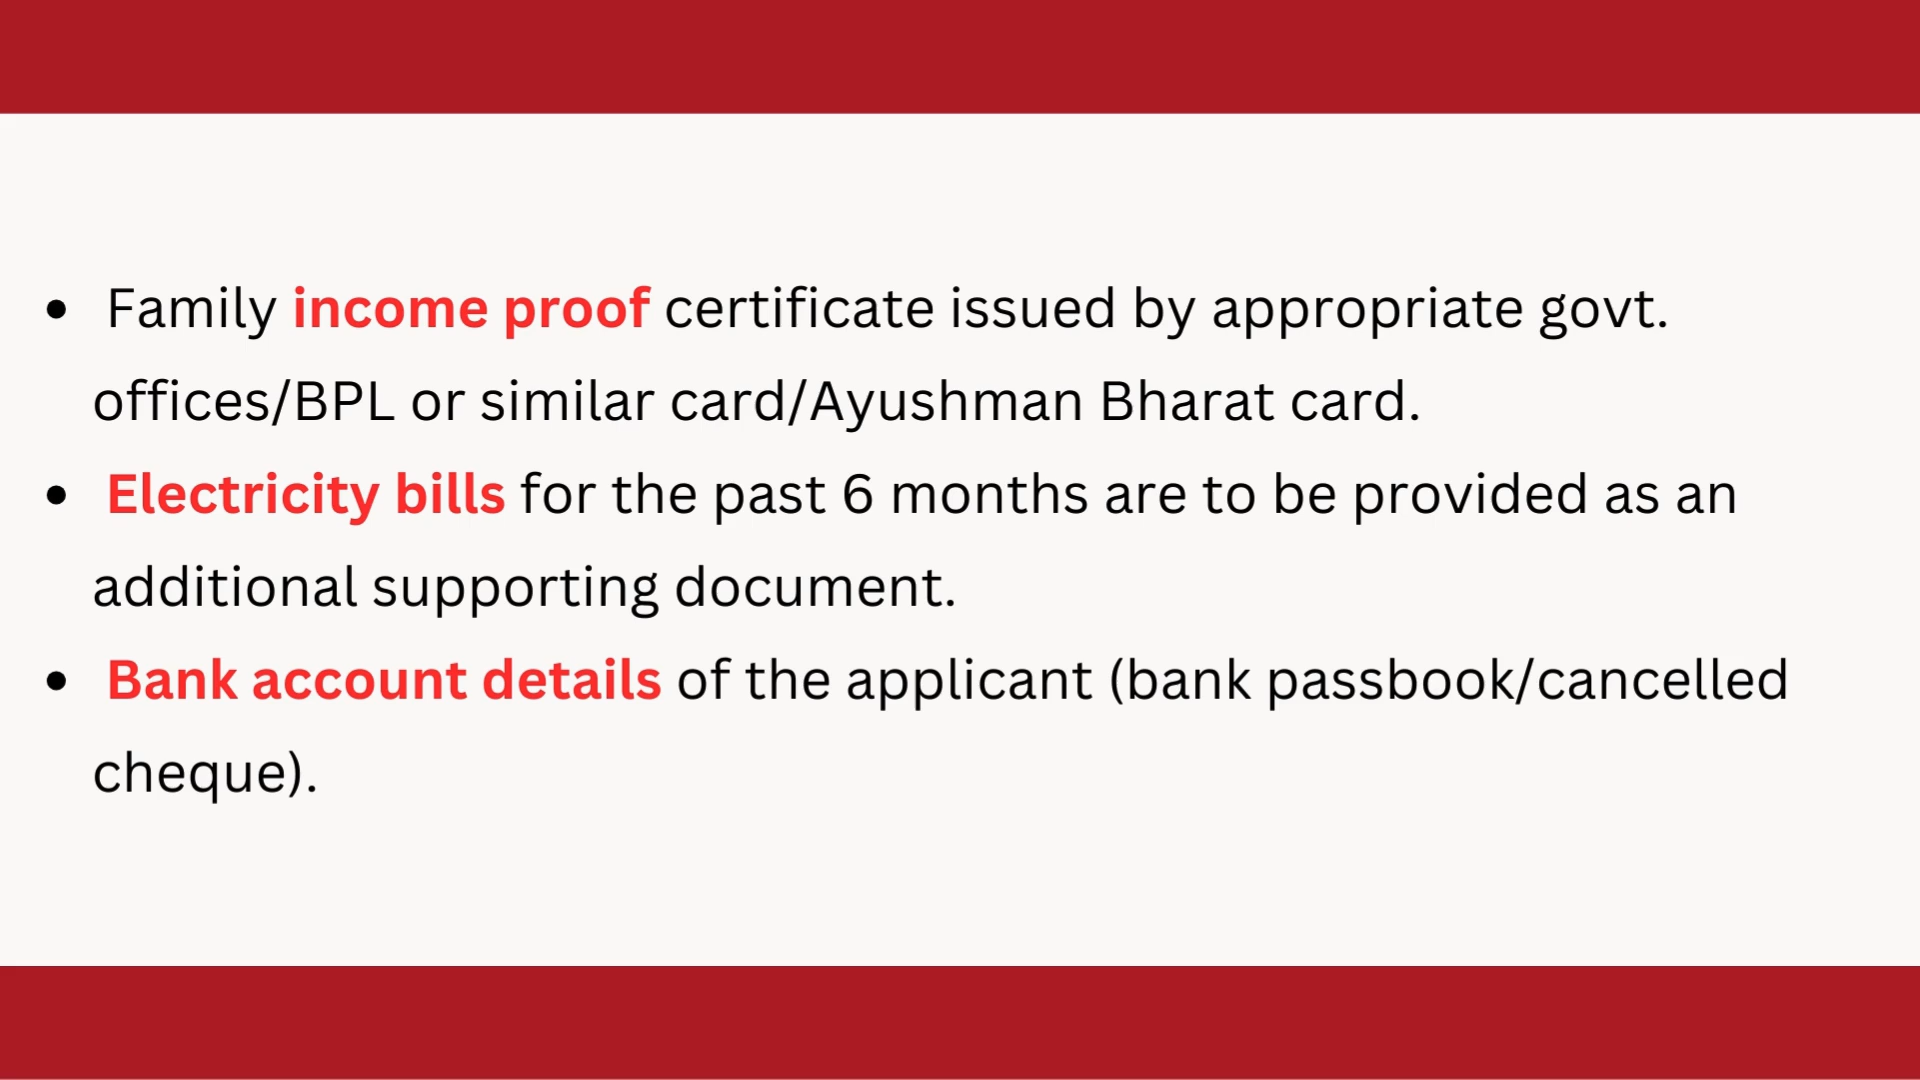 • Family income proof certificate issued by appropriate govt.
offices/BPL or similar card/Ayushman Bharat card.
• Electricity bills for the past 6 months are to be provided as an
additional supporting document.
• Bank account details of the applicant (bank passbook/cancelled
cheque).